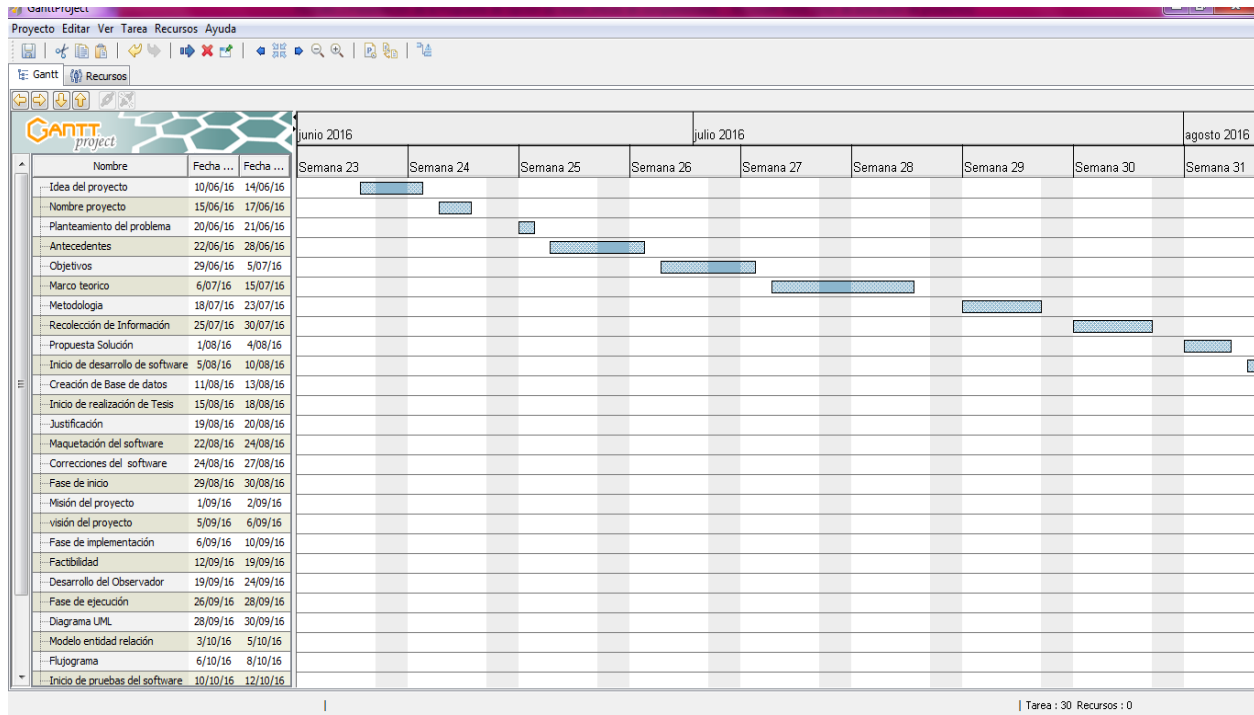 GanttProject
Proyecto Editar Ver Tarea Recursos Ayuda
Gantt Recursos
GANTT project
junio 2016 julio 2016 agosto 2016
Nombre Fecha ... Fecha ... Semana 23 Semana 24 Semana 25 Semana 26 Semana 27 Semana 28 Semana 29 Semana 30 Semana 31
Idea del proyecto 10/06/16 14/06/16
Nombre proyecto 15/06/16 17/06/16
Planteamiento del problema 20/06/16 21/06/16
Antecedentes 22/06/16 28/06/16
Objetivos 29/06/16 5/07/16
Marco teorico 6/07/16 15/07/16
Metodologia 18/07/16 23/07/16
Recolección de Información 25/07/16 30/07/16
Propuesta Solución 1/08/16 4/08/16
Inicio de desarrollo de software 5/08/16 10/08/16
Creación de Base de datos 11/08/16 13/08/16
Inicio de realización de Tesis 15/08/16 18/08/16
Justificación 19/08/16 20/08/16
Maquetación del software 22/08/16 24/08/16
Correcciones del software 24/08/16 27/08/16
Fase de inicio 29/08/16 30/08/16
Misión del proyecto 1/09/16 2/09/16
visión del proyecto 5/09/16 6/09/16
Fase de implementación 6/09/16 10/09/16
Factibilidad 12/09/16 19/09/16
Desarrollo del Observador 19/09/16 24/09/16
Fase de ejecución 26/09/16 28/09/16
Diagrama UML 28/09/16 30/09/16
Modelo entidad relación 3/10/16 5/10/16
Flujograma 6/10/16 8/10/16
Inicio de pruebas del software 10/10/16 12/10/16
Tarea : 30 Recursos : 0